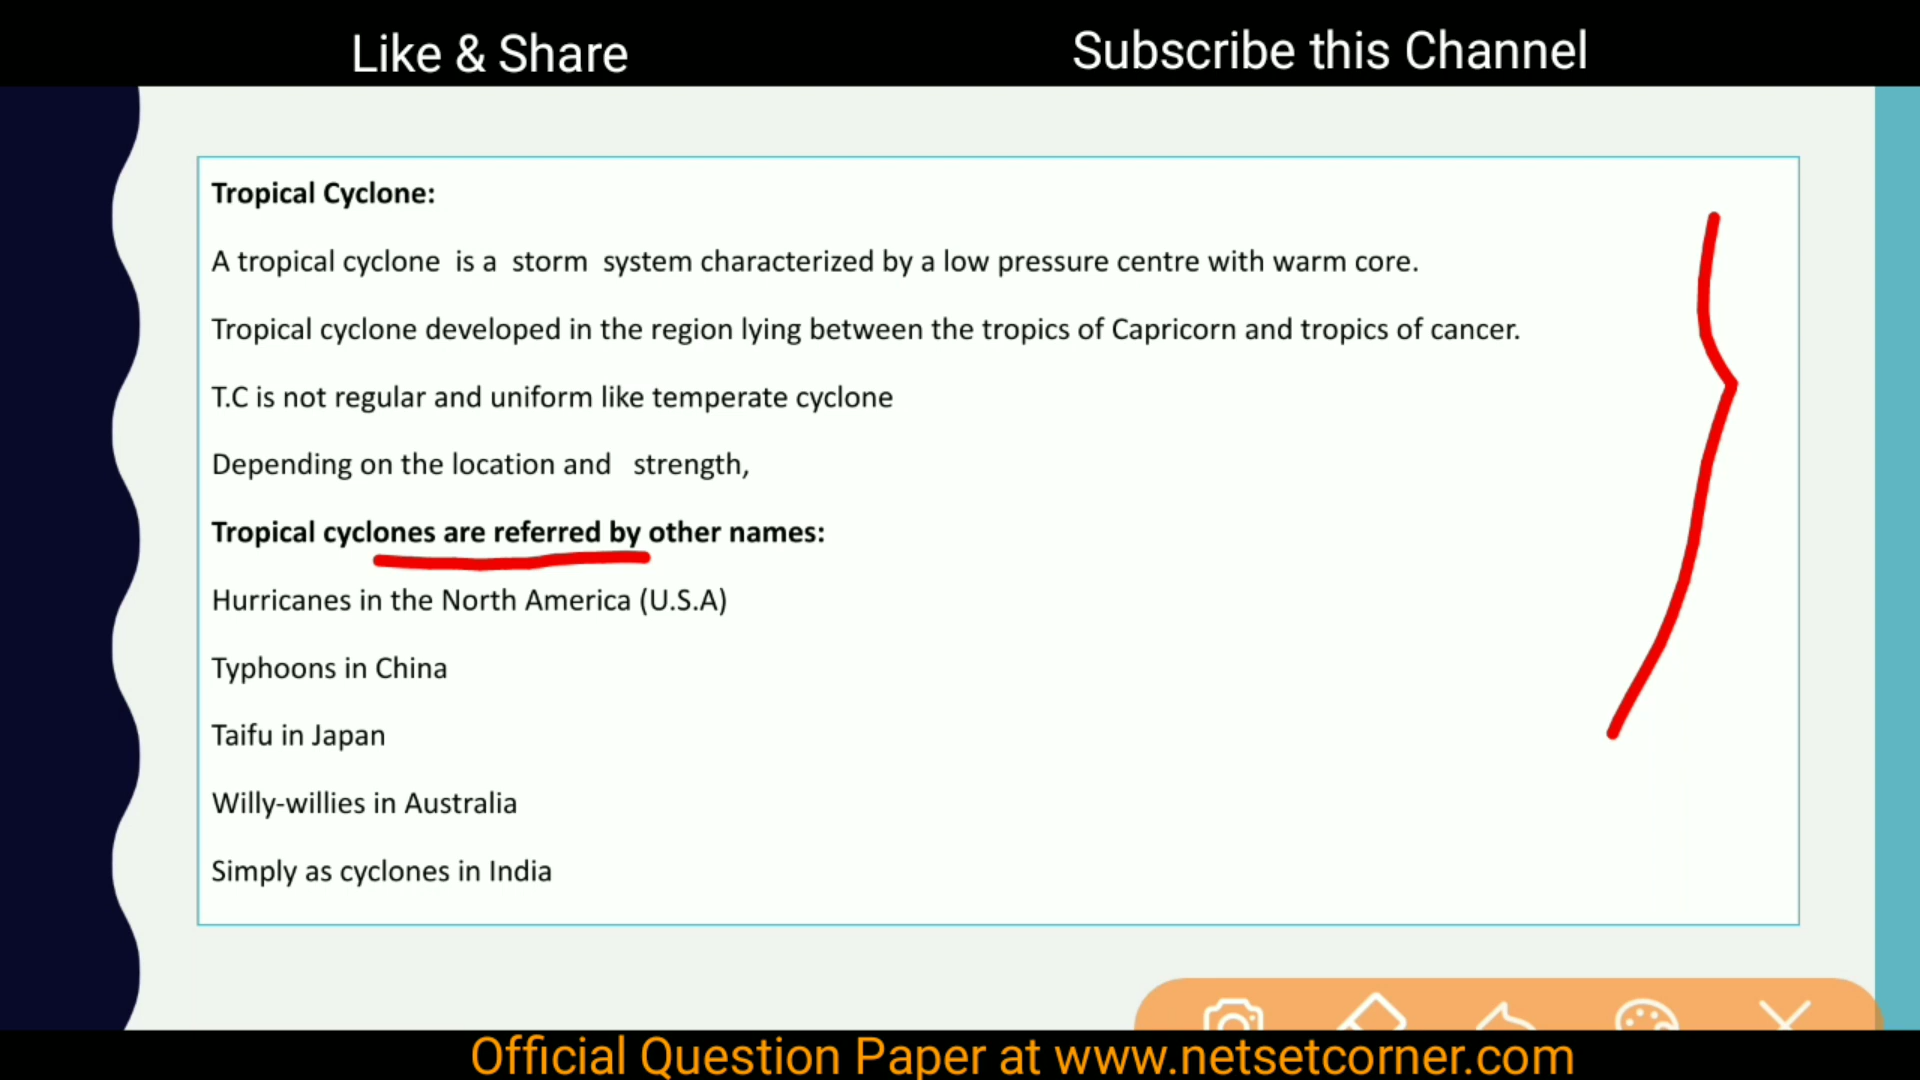 Like & Share
Subscribe this Channel
Tropical Cyclone:
A tropical cyclone is a storm system characterized by a low pressure centre with warm core.
Tropical cyclone developed in the region lying between the tropics of Capricorn and tropics of cancer.
T.C is not regular and uniform like temperate cyclone
Depending on the location and strength,
Tropical cyclones are referred by other names:
Hurricanes in the North America (U.S.A)
Typhoons in China
Taifu in Japan
Willy-willies in Australia
Simply as cyclones in India
Official Question Paper at www.netsetcorner.com